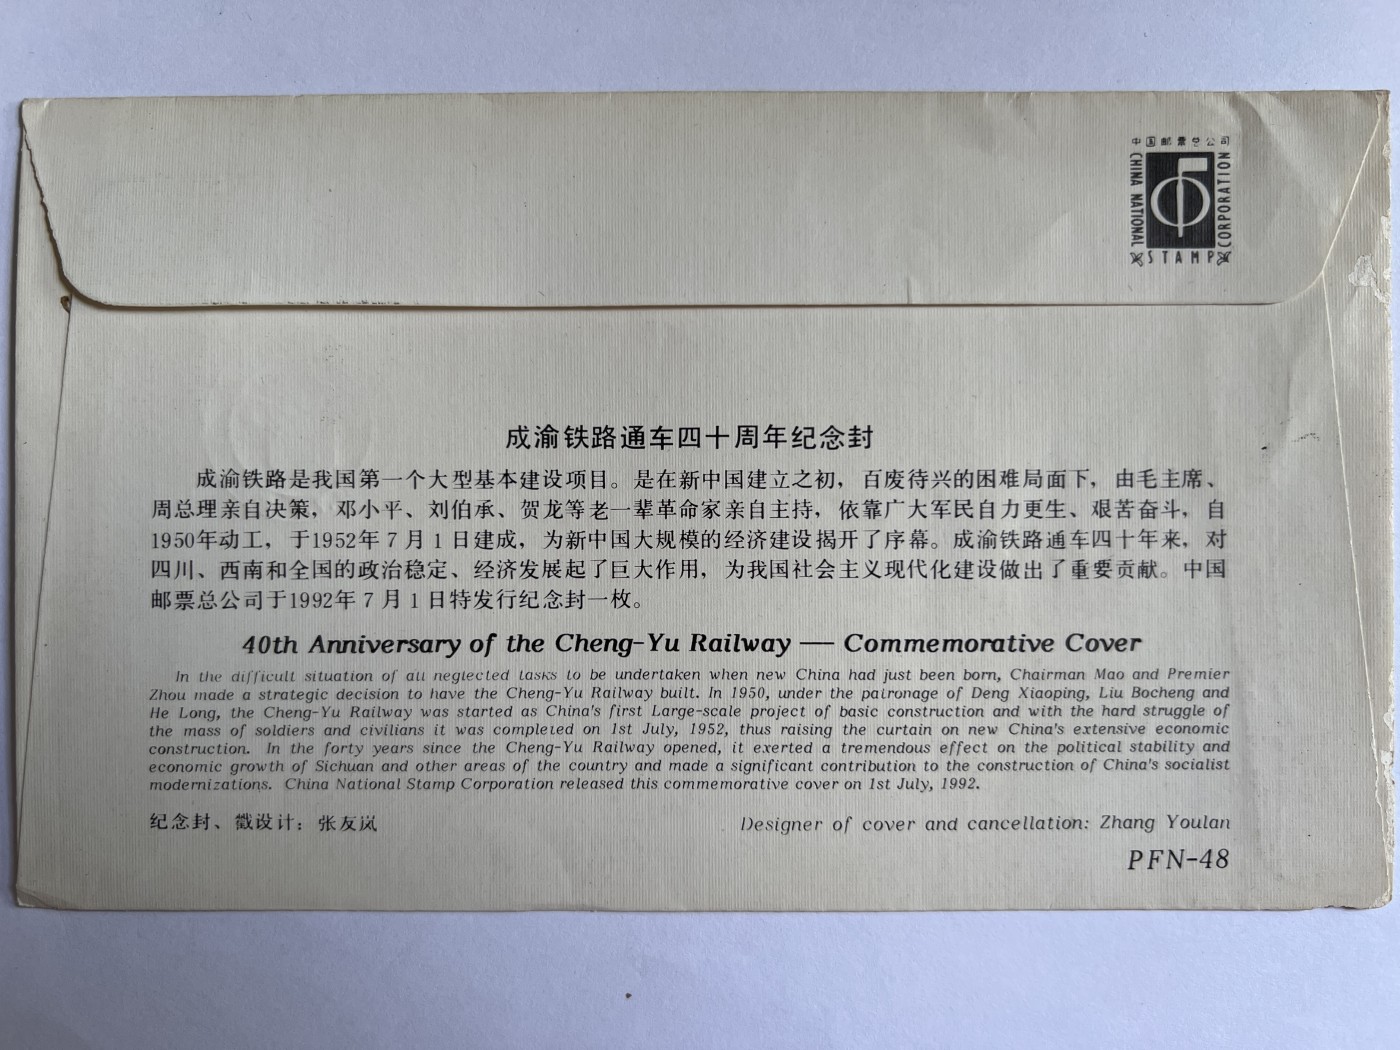 中国邮票总公司
CHINA NATIONAL
STAMP
CORPORATION
成渝铁路通车四十周年纪念封
成渝铁路是我国第一个大型基本建设项目。是在新中国建立之初，百废待兴的困难局面下，由毛主席、
周总理亲自决策，邓小平、刘伯承、贺龙等老一辈革命家亲自主持，依靠广大军民自力更生、艰苦奋斗，自
1950年动工，于1952年7月1日建成，为新中国大规模的经济建设揭开了序幕。成渝铁路通车四十年来，对
四川、西南和全国的政治稳定、经济发展起了巨大作用，为我国社会主义现代化建设做出了重要贡献。中国
邮票总公司于1992年7月1日特发行纪念封一枚。
40th Anniversary of the Cheng-Yu Railway — Commemorative Cover
In the difficult situation of all neglected tasks to be undertaken when new China had just been born, Chairman Mao and Premier
Zhou made a strategic decision to have the Cheng-Yu Railway built. In 1950, under the patronage of Deng Xiaoping, Liu Bocheng and
He Long, the Cheng-Yu Railway was started as China's first Large-scale project of basic construction and with the hard struggle of
the mass of soldiers and civilians it was completed on 1st July, 1952, thus raising the curtain on new China's extensive economic
construction. In the forty years since the Cheng-Yu Railway opened, it exerted a tremendous effect on the political stability and
economic growth of Sichuan and other areas of the country and made a significant contribution to the construction of China's socialist
modernizations. China National Stamp Corporation released this commemorative cover on 1st July, 1992.
纪念封、戳设计：张友岚
Designer of cover and cancellation: Zhang Youlan
PFN-48